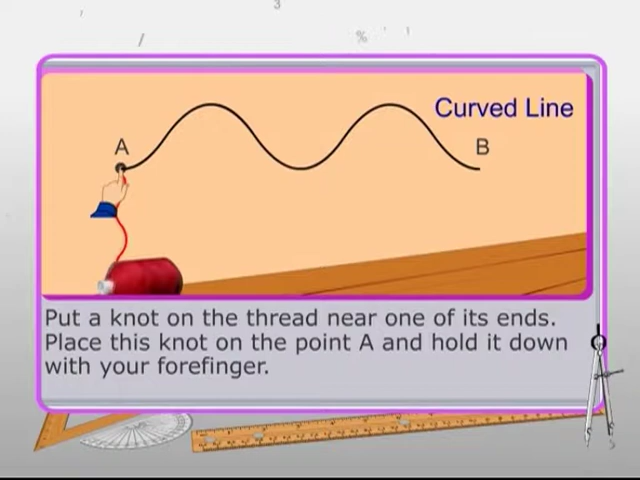 3
%
Curved Line
A
B
Put a knot on the thread near one of its ends.
Place this knot on the point A and hold it down
with your forefinger.